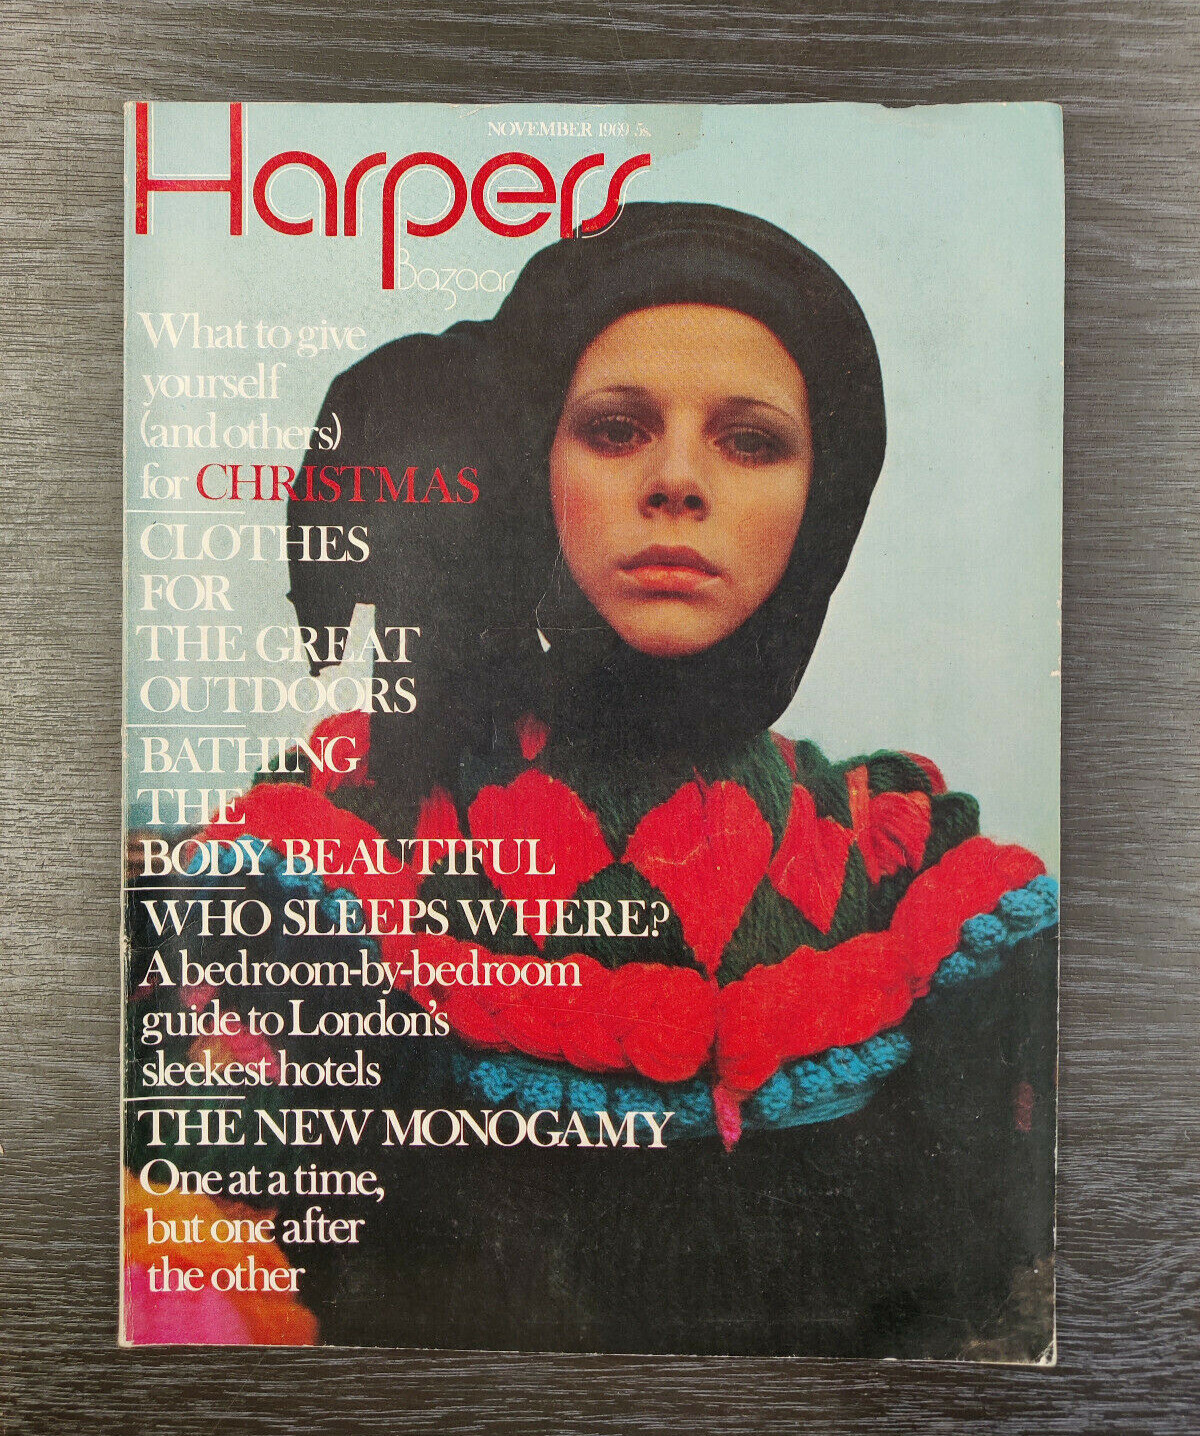 NOVEMBER 1969 5s.
Harpers
Bazaar
What to give
yourself
(and others)
for CHRISTMAS
CLOTHES
FOR
THE GREAT
OUTDOORS
BATHING
THE
BODY BEAUTIFUL
WHO SLEEPS WHERE?
A bedroom-by-bedroom
guide to London's
sleekest hotels
THE NEW MONOGAMY
One at a time,
but one after
the other